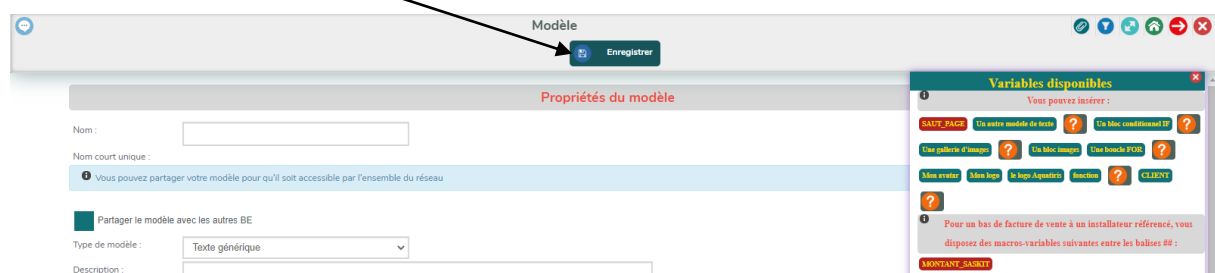 Modèle
Enregistrer
Propriétés du modèle
Nom :
Nom court unique :
Vous pouvez partager votre modèle pour qu'il soit accessible par l'ensemble du réseau
Partager le modèle avec les autres BE
Type de modèle :
Texte générique
Description :
Variables disponibles
Vous pouvez insérer :
SAUT_PAGE Un autre modele de texte ? Un bloc conditionnel IF ?
Une gallerie d'images ? Un bloc images Une boucle FOR ?
Mon avatar Mon logo le logo Aquatiris fonction ? CLIENT
?
Pour un bas de facture de vente à un installateur référencé, vous
disposez des macros-variables suivantes entre les balises ## :
MONTANT_SASKIT